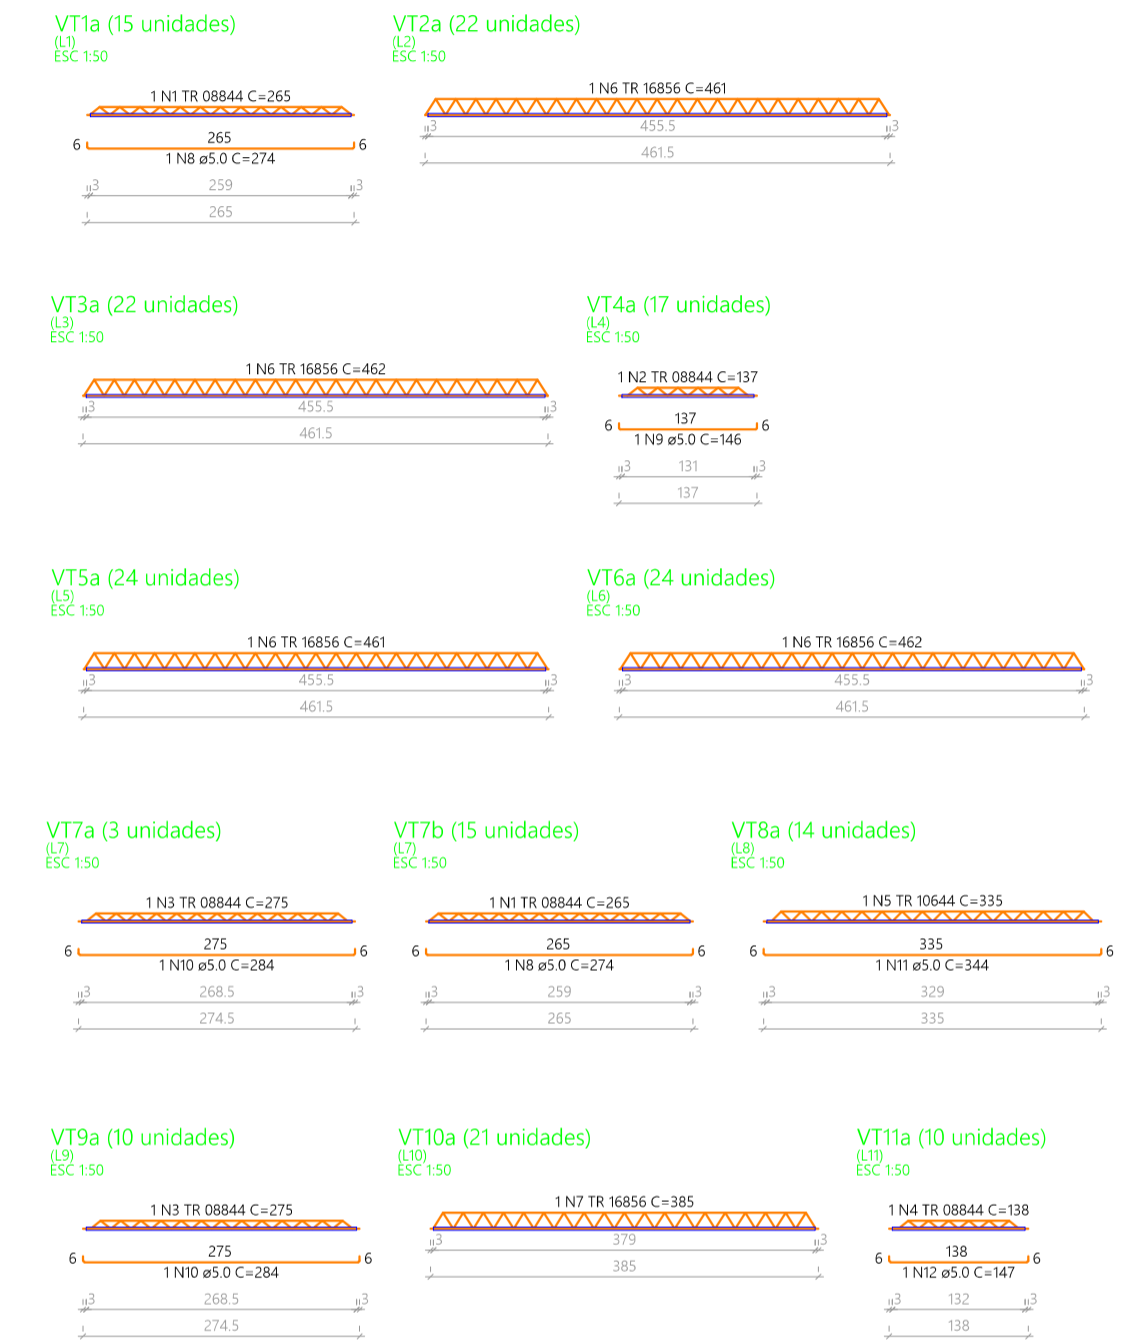 VT1a (15 unidades)
(L1)
ESC 1:50
1 N1 TR 08844 C=265
6 265 6
1 N8 ø5.0 C=274
3 259 3
265
VT2a (22 unidades)
(L2)
ESC 1:50
1 N6 TR 16856 C=461
3 455.5 3
461.5
VT3a (22 unidades)
(L3)
ESC 1:50
1 N6 TR 16856 C=462
3 455.5 3
461.5
VT4a (17 unidades)
(L4)
ESC 1:50
1 N2 TR 08844 C=137
6 137 6
1 N9 ø5.0 C=146
3 131 3
137
VT5a (24 unidades)
(L5)
ESC 1:50
1 N6 TR 16856 C=461
3 455.5 3
461.5
VT6a (24 unidades)
(L6)
ESC 1:50
1 N6 TR 16856 C=462
3 455.5 3
461.5
VT7a (3 unidades)
(L7)
ESC 1:50
1 N3 TR 08844 C=275
6 275 6
1 N10 ø5.0 C=284
3 268.5 3
274.5
VT7b (15 unidades)
(L7)
ESC 1:50
1 N1 TR 08844 C=265
6 265 6
1 N8 ø5.0 C=274
3 259 3
265
VT8a (14 unidades)
(L8)
ESC 1:50
1 N5 TR 10644 C=335
6 335 6
1 N11 ø5.0 C=344
3 329 3
335
VT9a (10 unidades)
(L9)
ESC 1:50
1 N3 TR 08844 C=275
6 275 6
1 N10 ø5.0 C=284
3 268.5 3
274.5
VT10a (21 unidades)
(L10)
ESC 1:50
1 N7 TR 16856 C=385
3 379 3
385
VT11a (10 unidades)
(L11)
ESC 1:50
1 N4 TR 08844 C=138
6 138 6
1 N12 ø5.0 C=147
3 132 3
138